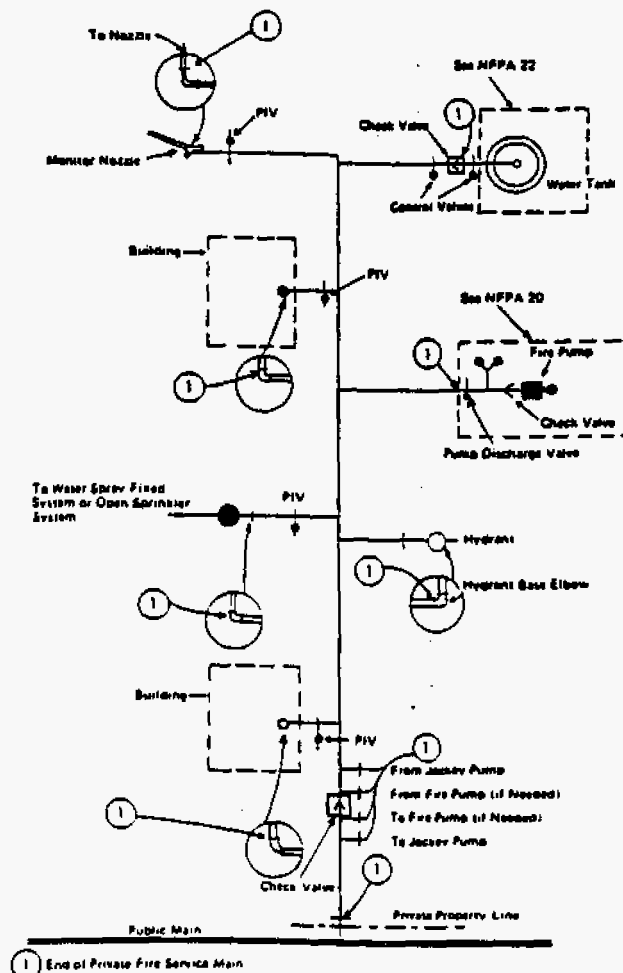 To Nozzle
1
See NFPA 22
PIV
Check Valve
1
Monitor Nozzle
Control Valves
Water Tank
Building
PIV
See NFPA 20
1
Fire Pump
1
Check Valve
Pump Discharge Valve
To Water Spray Fixed
System or Open Sprinkler
System
PIV
Hydrant
1
Hydrant Base Elbow
1
Building
PIV
1
From Jockey Pump
From Fire Pump (if Needed)
1
To Fire Pump (if Needed)
To Jockey Pump
Check Valve
1
Private Property Line
Public Main
1 End of Private Fire Service Main